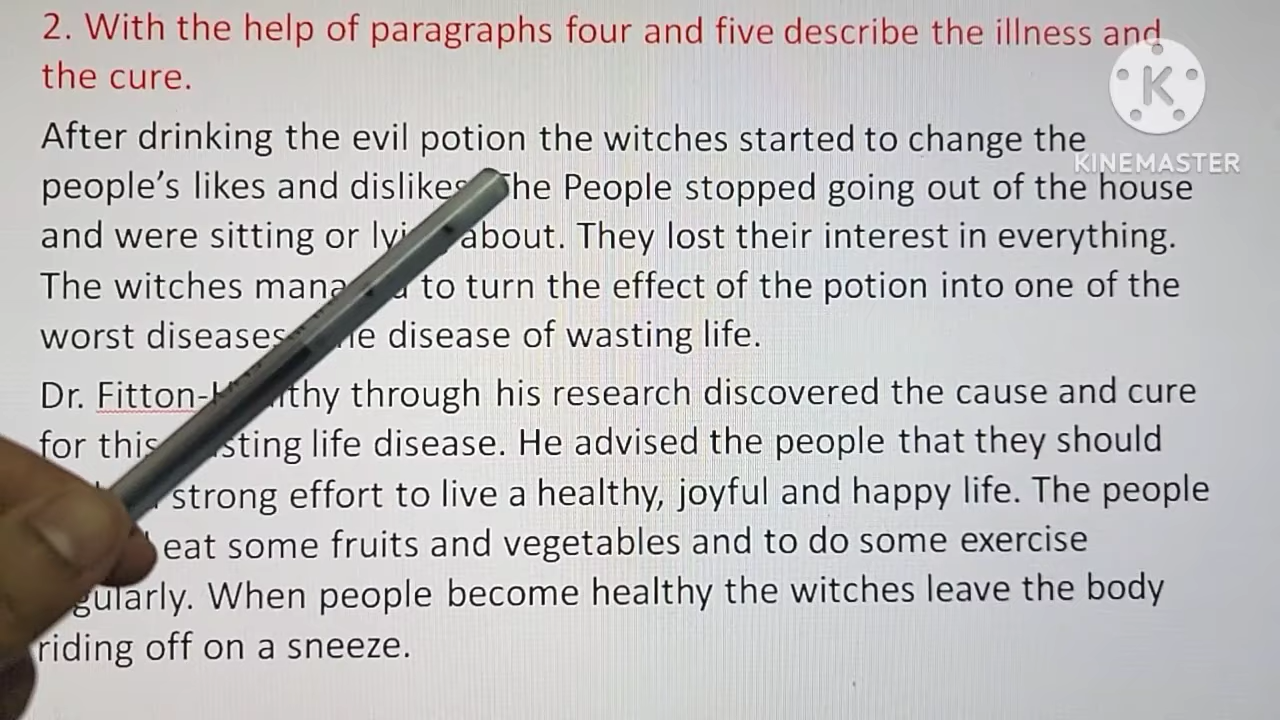 2. With the help of paragraphs four and five describe the illness and
the cure.
After drinking the evil potion the witches started to change the
people's likes and dislikes The People stopped going out of the house
and were sitting or about. They lost their interest in everything.
The witches to turn the effect of the potion into one of the
worst diseases disease of wasting life.
Dr. through his research discovered the cause and cure
for this life disease. He advised the people that they should
strong effort to live a healthy, joyful and happy life. The people
eat some fruits and vegetables and to do some exercise
When people become healthy the witches leave the body
riding off on a sneeze.
K
KINEMASTER